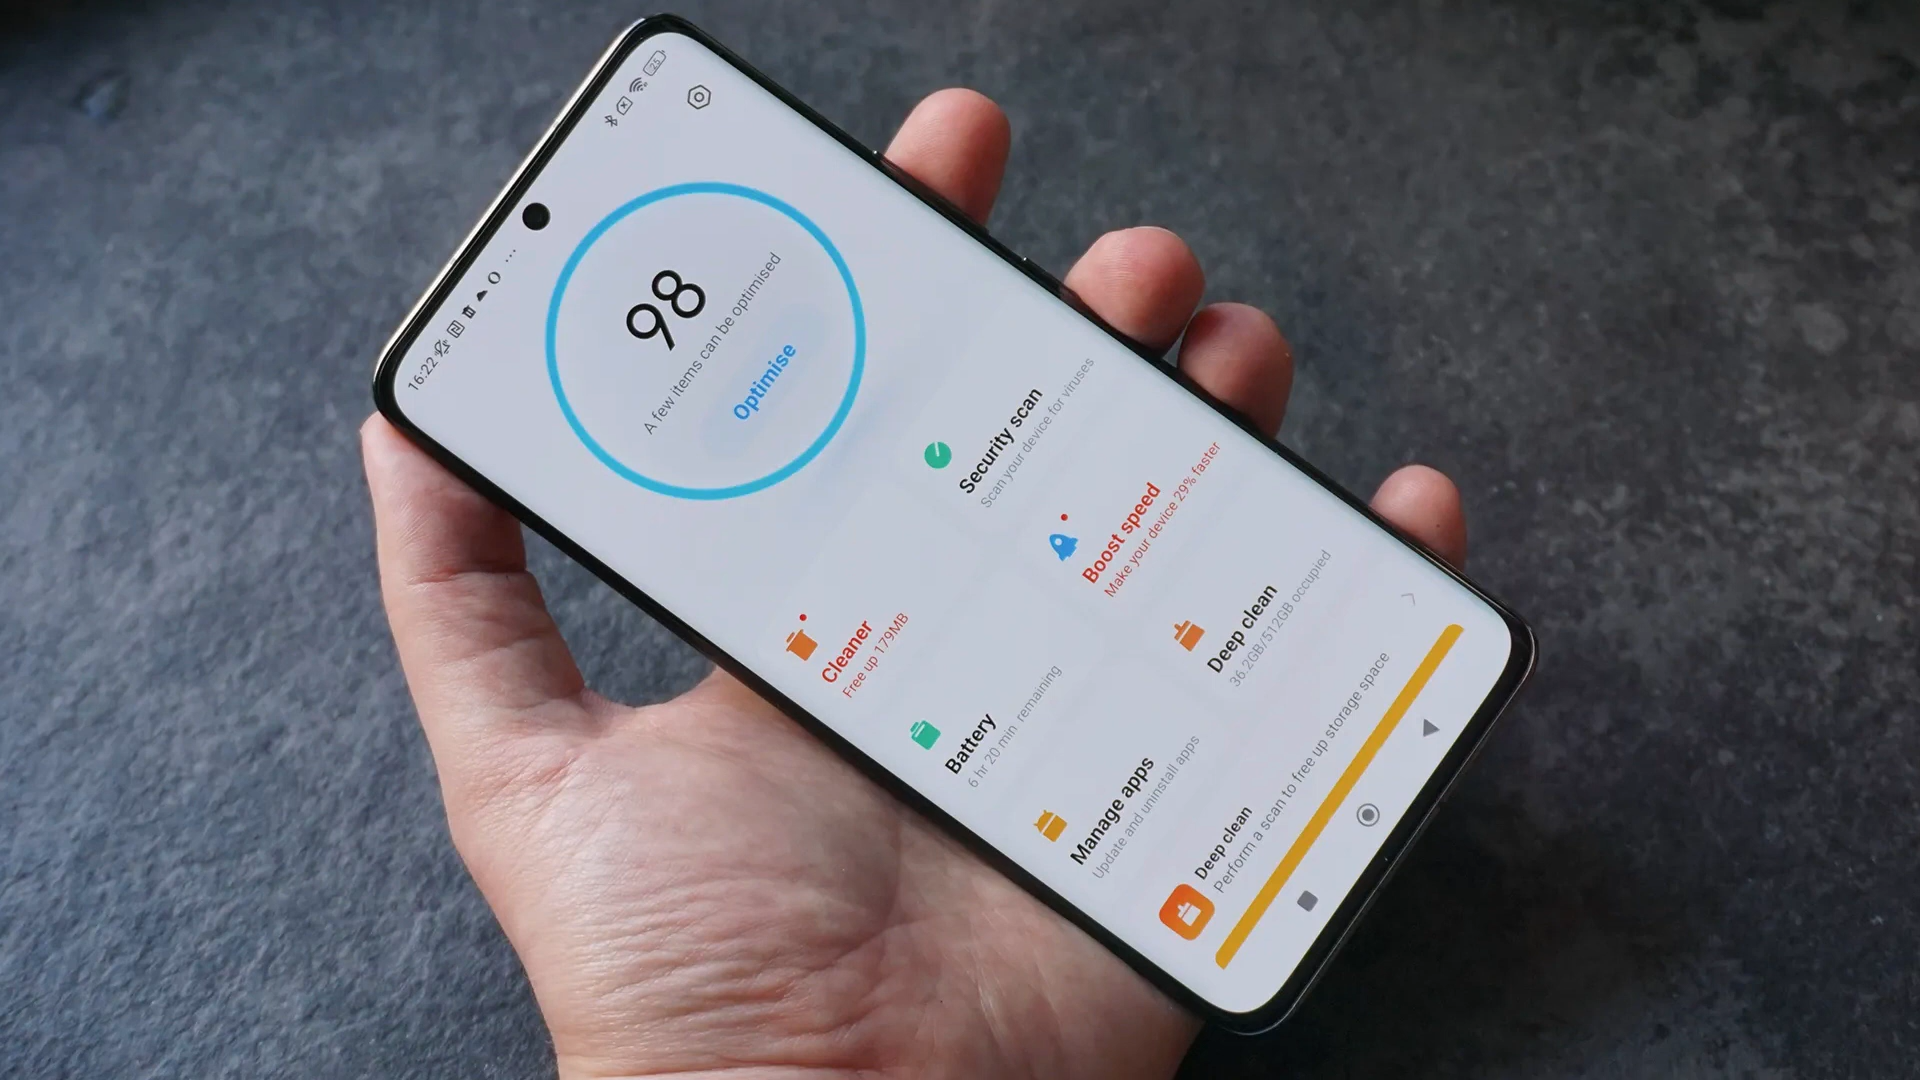 16:22
25
98
A few items can be optimised
Optimise
Cleaner
Free up 179MB
Security scan
Scan your device for viruses
Battery
6 hr 20 min remaining
Boost speed
Make your device 29% faster
Manage apps
Update and uninstall apps
Deep clean
36.2GB/512GB occupied
Deep clean
Perform a scan to free up storage space